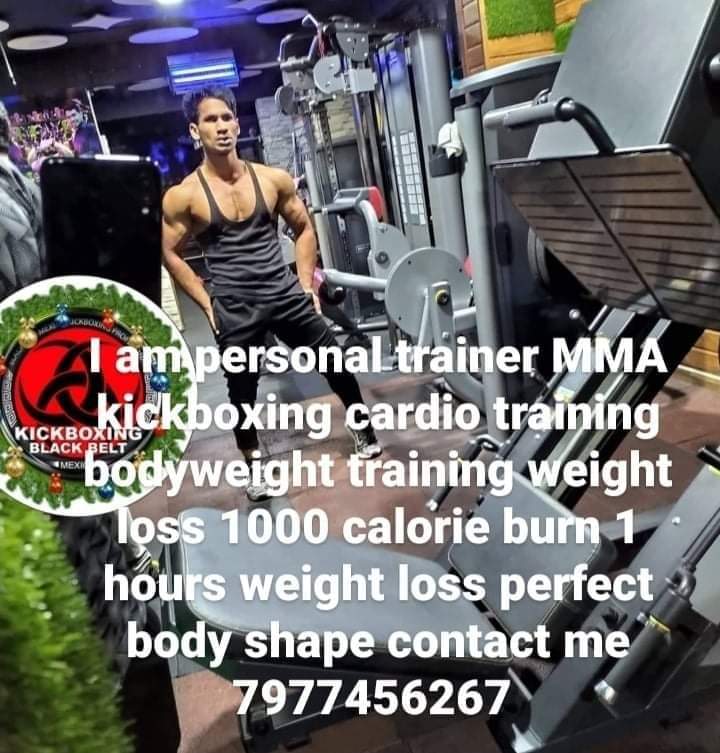 I am personal trainer MMA
kickboxing cardio training
bodyweight training weight
loss 1000 calorie burn 1
hours weight loss perfect
body shape contact me
7977456267
KICKBOXING
BLACK BELT